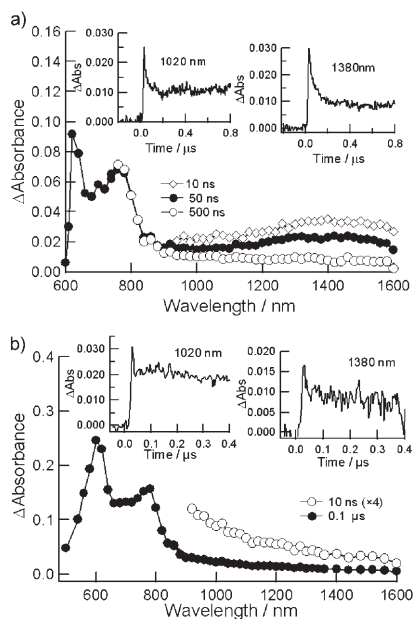 a)
0.16
0.14
0.12
0.10
0.08
0.06
0.04
0.02
0.00
ΔAbsorbance
600 800 1000 1200 1400 1600
Wavelength / nm
0.030
0.020
0.010
0.000
ΔAbs
1020 nm
0.0 0.4 0.8
Time / μs
0.030
0.020
0.010
0.000
ΔAbs
1380nm
0.0 0.4 0.8
Time / μs
10 ns
50 ns
500 ns
b)
0.4
0.3
0.2
0.1
0.0
ΔAbsorbance
600 800 1000 1200 1400 1600
Wavelength / nm
0.030
0.020
0.010
0.000
ΔAbs
1020 nm
0.0 0.1 0.2 0.3 0.4
Time / μs
0.015
0.010
0.005
0.000
ΔAbs
1380 nm
0.0 0.1 0.2 0.3 0.4
Time / μs
10 ns (×4)
0.1 μs